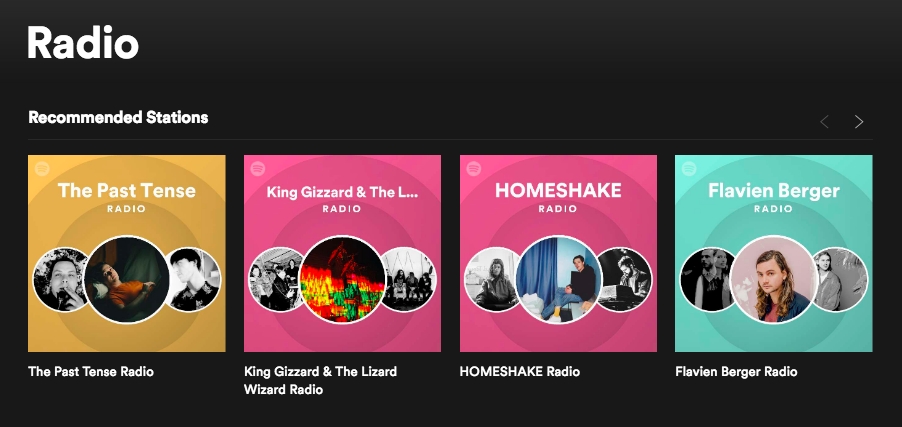 Radio
Recommended Stations
The Past Tense
RADIO
King Gizzard & The L...
RADIO
HOMESHAKE
RADIO
Flavien Berger
RADIO
The Past Tense Radio
King Gizzard & The Lizard
Wizard Radio
HOMESHAKE Radio
Flavien Berger Radio